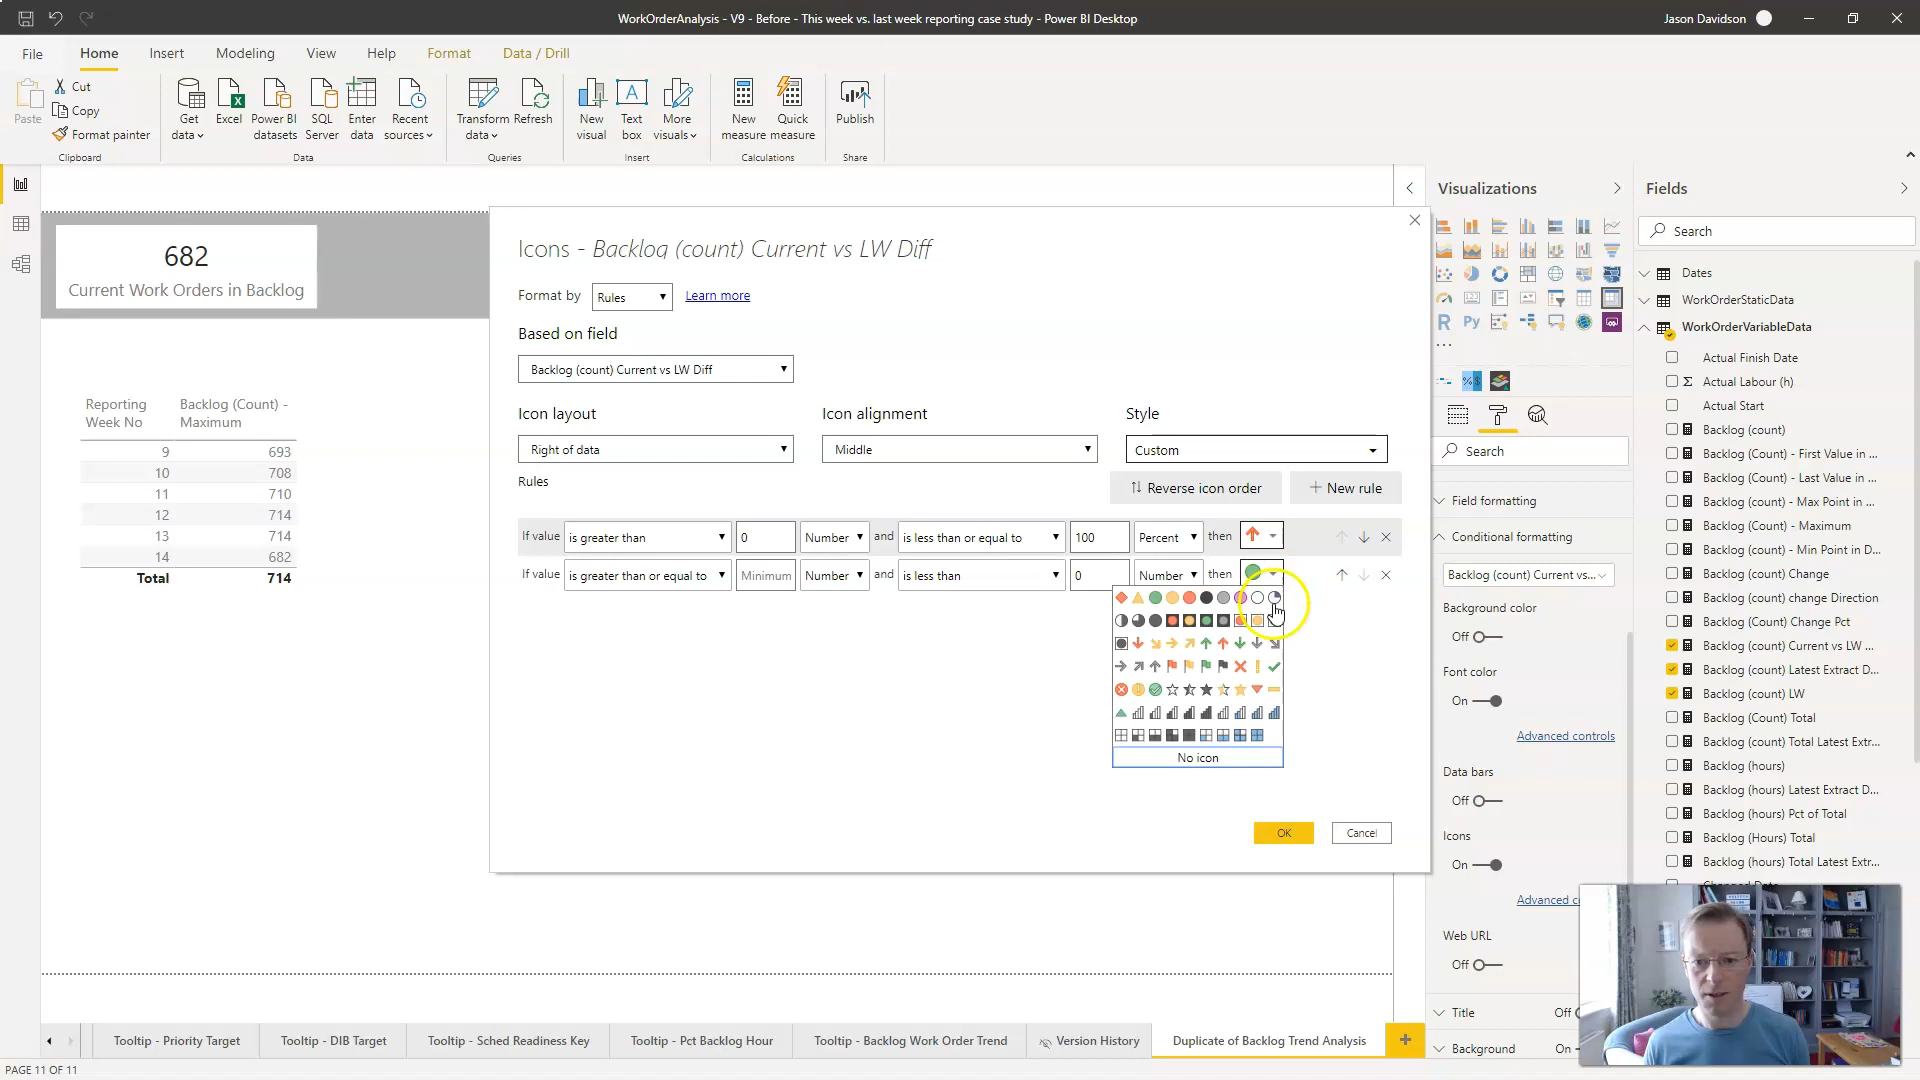 WorkOrderAnalysis - V9 - Before - This week vs. last week reporting case study - Power BI Desktop
Jason Davidson
File
Home
Insert
Modeling
View
Help
Format
Data / Drill
Paste
Cut
Copy
Format painter
Clipboard
Get data
Excel
Power BI datasets
SQL Server
Enter data
Recent sources
Data
Transform data
Refresh
Queries
New visual
Text box
More visuals
Insert
New measure
Quick measure
Calculations
Publish
Share
682
Current Work Orders in Backlog
Reporting Week No
Backlog (Count) - Maximum
9 693
10 708
11 710
12 714
13 714
14 682
Total 714
Icons - Backlog (count) Current vs LW Diff
Format by
Rules
Learn more
Based on field
Backlog (count) Current vs LW Diff
Icon layout
Icon alignment
Style
Right of data
Middle
Custom
Rules
Reverse icon order
New rule
If value is greater than 0 Number and is less than or equal to 100 Percent then
If value is greater than or equal to Minimum Number and is less than 0 Number then
No icon
OK
Cancel
Visualizations
R
Py
...
Search
Field formatting
Conditional formatting
Backlog (count) Current vs...
Background color
Off
Font color
On
Advanced controls
Data bars
Off
Icons
On
Advanced c
Web URL
Off
Title
Off
Background
On
Fields
Search
Dates
WorkOrderStaticData
WorkOrderVariableData
Actual Finish Date
Actual Labour (h)
Actual Start
Backlog (count)
Backlog (Count) - First Value in ...
Backlog (Count) - Last Value in ...
Backlog (count) - Max Point in ...
Backlog (Count) - Maximum
Backlog (count) - Min Point in D...
Backlog (count) Change
Backlog (count) change Direction
Backlog (count) Change Pct
Backlog (count) Current vs LW ...
Backlog (count) Latest Extract D...
Backlog (count) LW
Backlog (Count) Total
Backlog (count) Total Latest Extr...
Backlog (hours)
Backlog (hours) Latest Extract D...
Backlog (hours) Pct of Total
Backlog (Hours) Total
Backlog (hours) Total Latest Extr...
Tooltip - Priority Target
Tooltip - DIB Target
Tooltip - Sched Readiness Key
Tooltip - Pct Backlog Hour
Tooltip - Backlog Work Order Trend
Version History
Duplicate of Backlog Trend Analysis
PAGE 11 OF 11